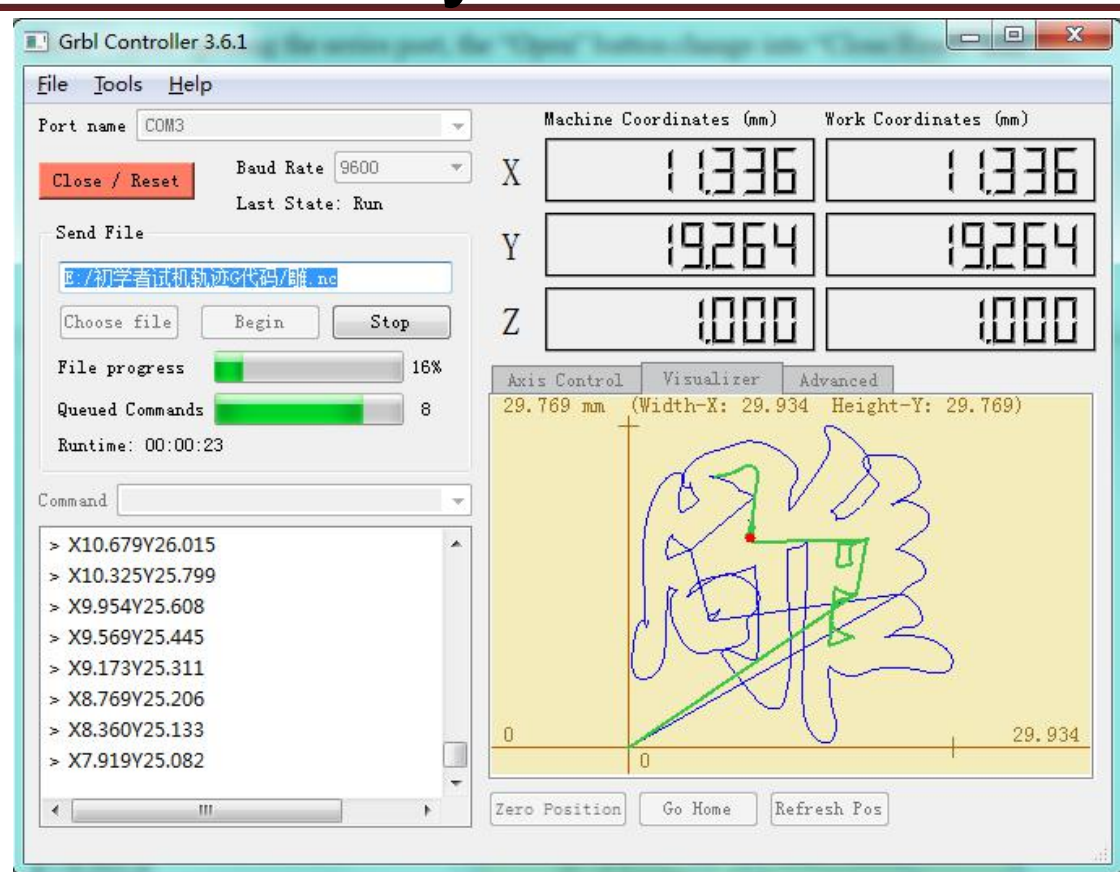 Grbl Controller 3.6.1
File Tools Help
Port name COM3
Close / Reset
Baud Rate 9600
Last State: Run
Send File
E:/初学者试机轨迹G代码/雕.nc
Choose file Begin Stop
File progress 16%
Queued Commands 8
Runtime: 00:00:23
Command
> X10.679Y26.015
> X10.325Y25.799
> X9.954Y25.608
> X9.569Y25.445
> X9.173Y25.311
> X8.769Y25.206
> X8.360Y25.133
> X7.919Y25.082
Machine Coordinates (mm) Work Coordinates (mm)
X 11.336 11.336
Y 19.264 19.264
Z 1.000 1.000
Axis Control Visualizer Advanced
29.769 mm (Width-X: 29.934 Height-Y: 29.769)
0 29.934
0
Zero Position Go Home Refresh Pos